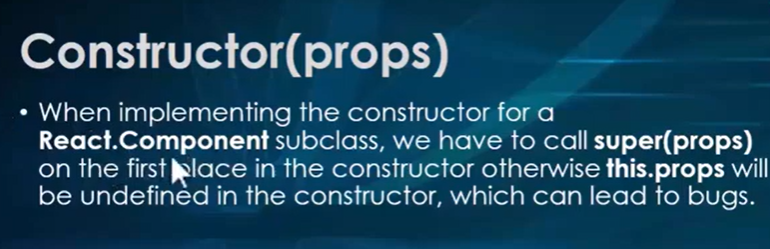 Constructor(props)
• When implementing the constructor for a
React.Component subclass, we have to call super(props)
on the first place in the constructor otherwise this.props will
be undefined in the constructor, which can lead to bugs.